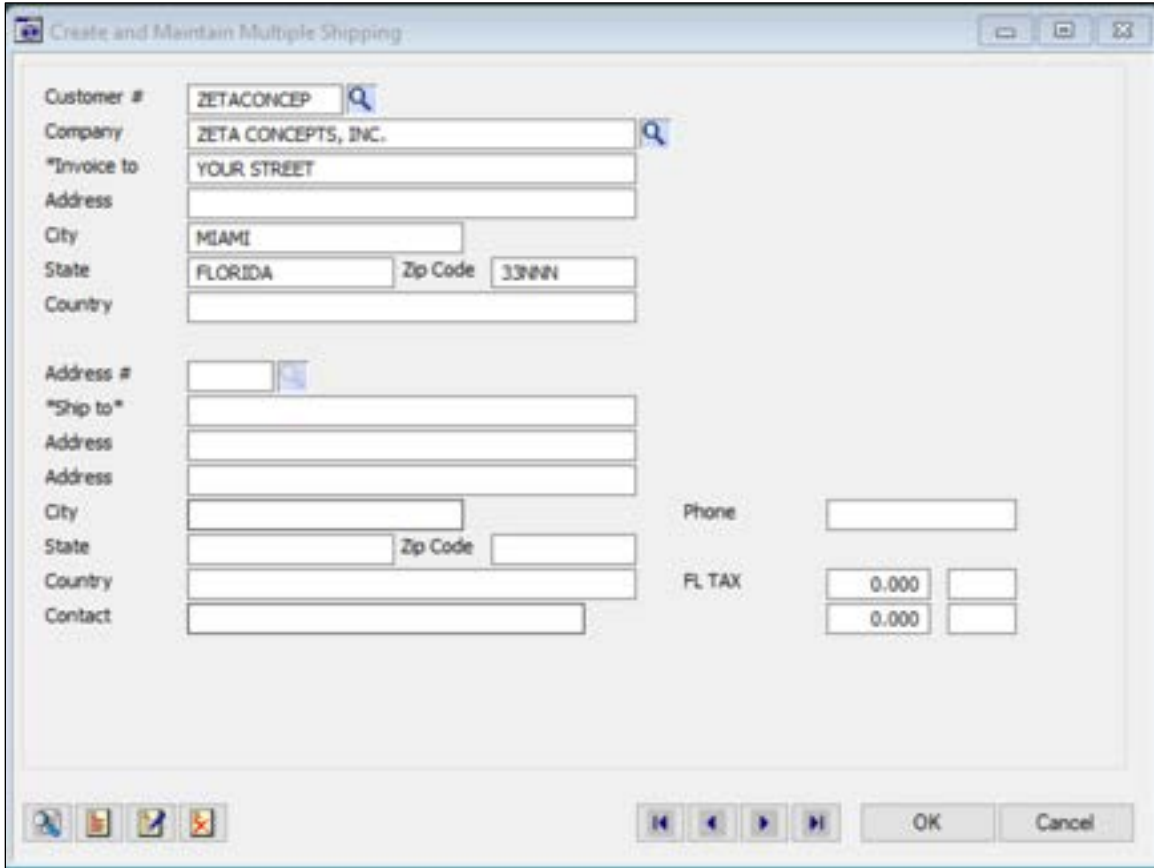 Create and Maintain Multiple Shipping
Customer # ZETACONCEP
Company ZETA CONCEPTS, INC.
*Invoice to YOUR STREET
Address
City MIAMI
State FLORIDA Zip Code 33NNN
Country
Address #
*Ship to*
Address
Address
City Phone
State Zip Code
Country FL TAX 0.000
Contact 0.000
OK Cancel